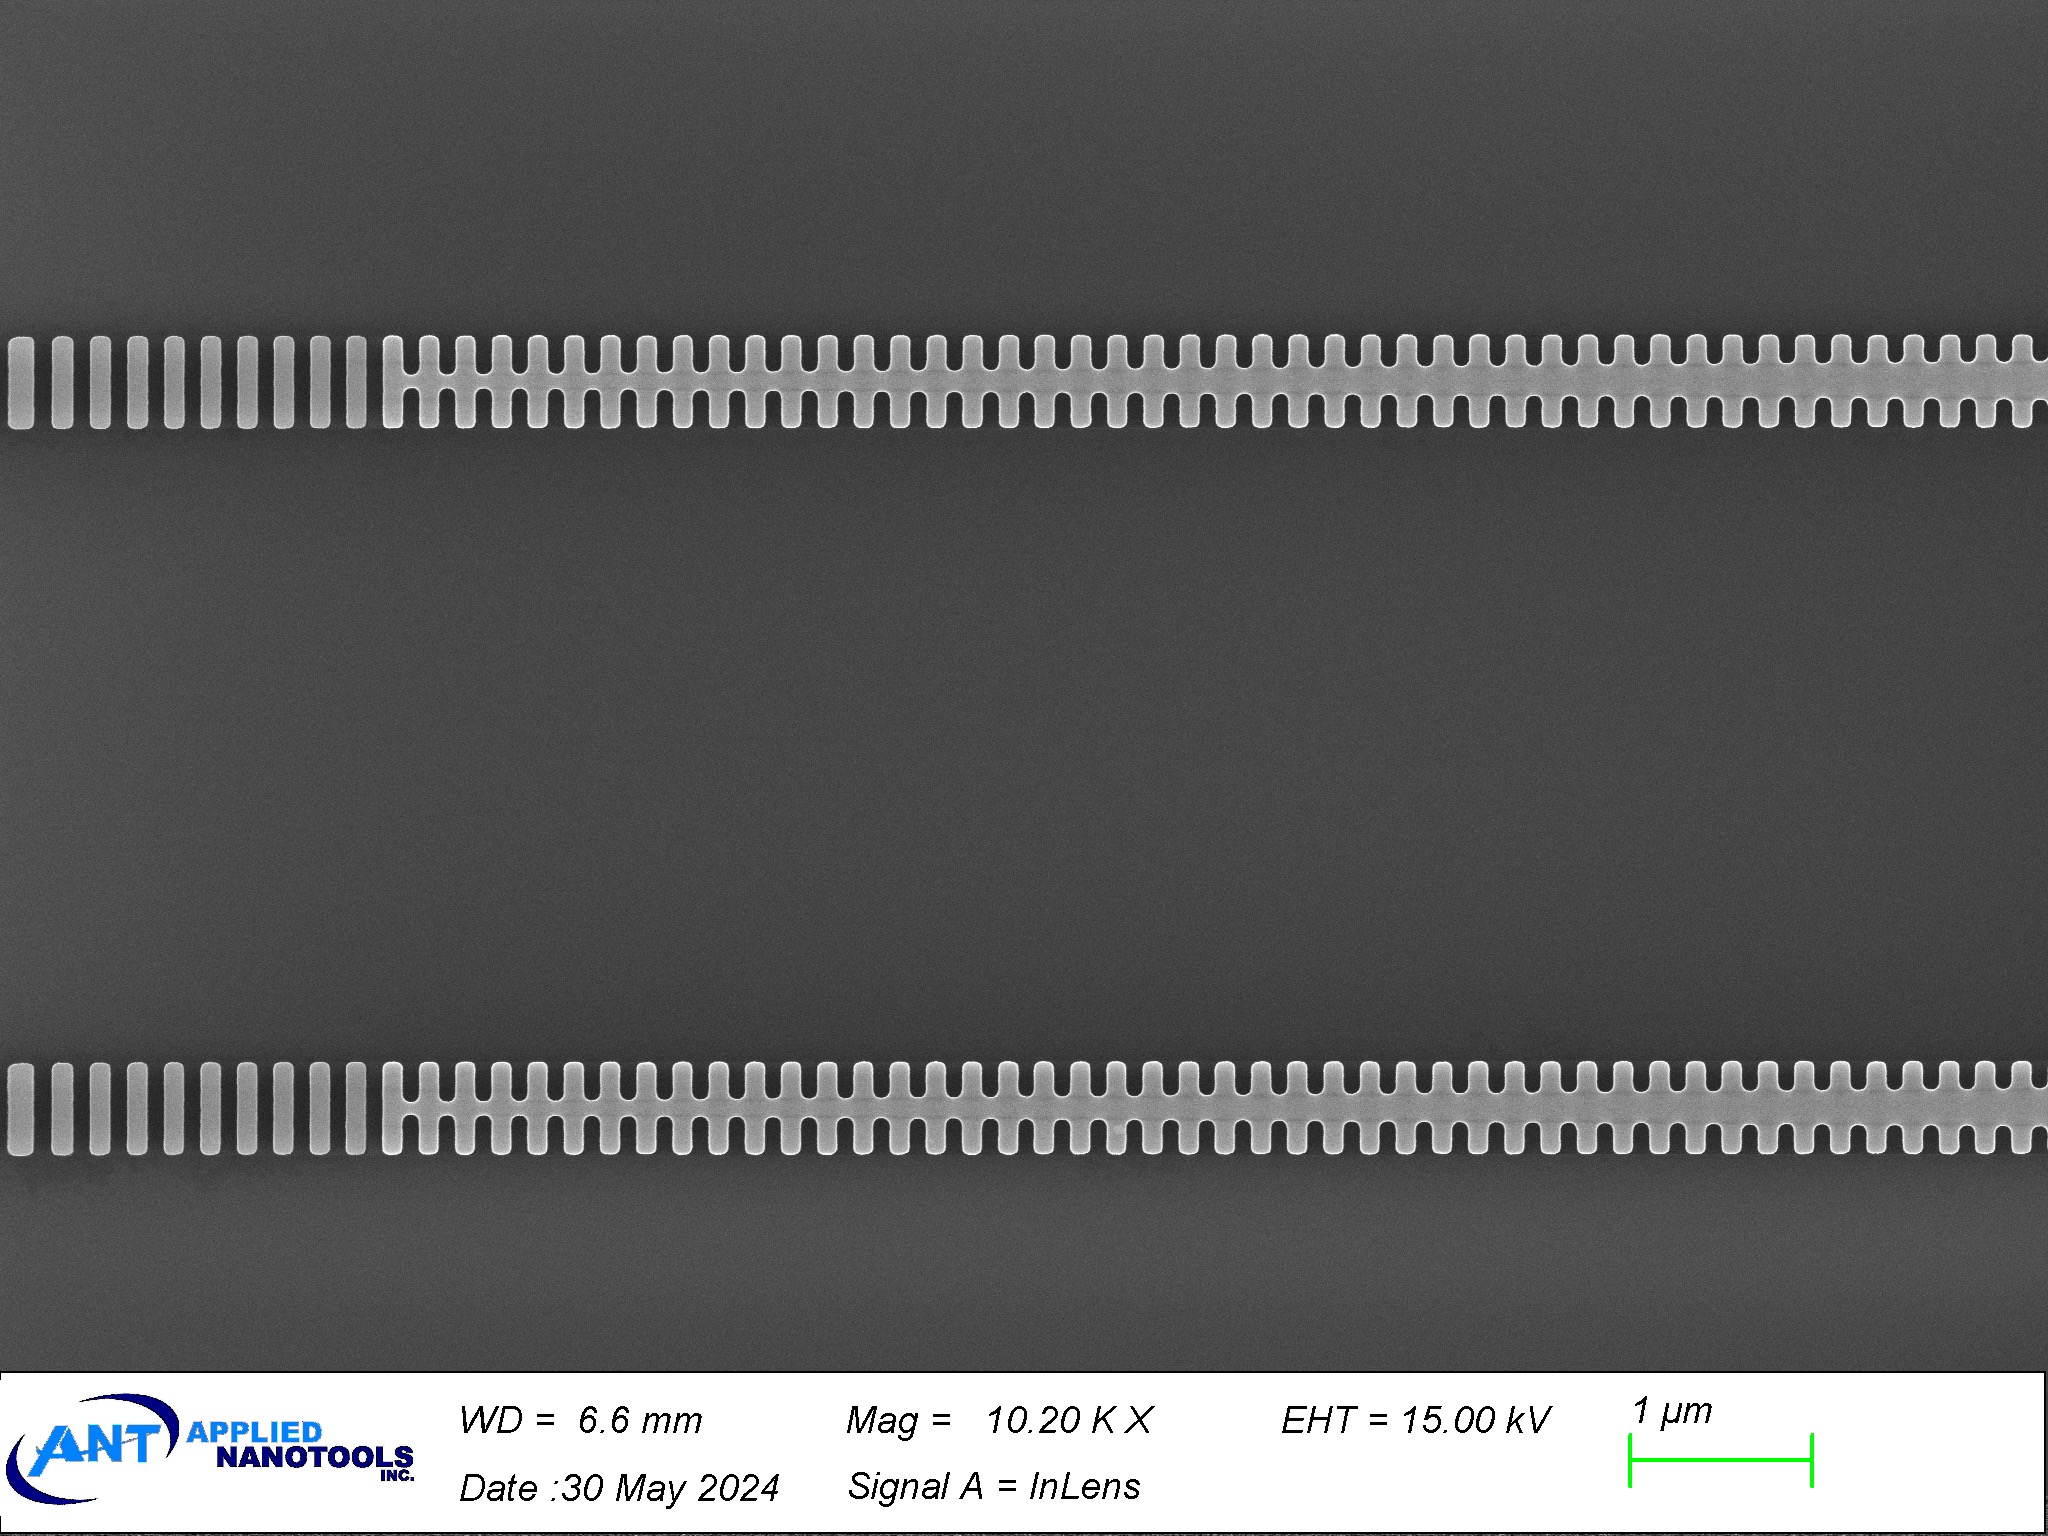 ANT APPLIED
NANOTOOLS
INC.
WD = 6.6 mm Mag = 10.20 K X EHT = 15.00 kV 1 µm
Date :30 May 2024 Signal A = InLens